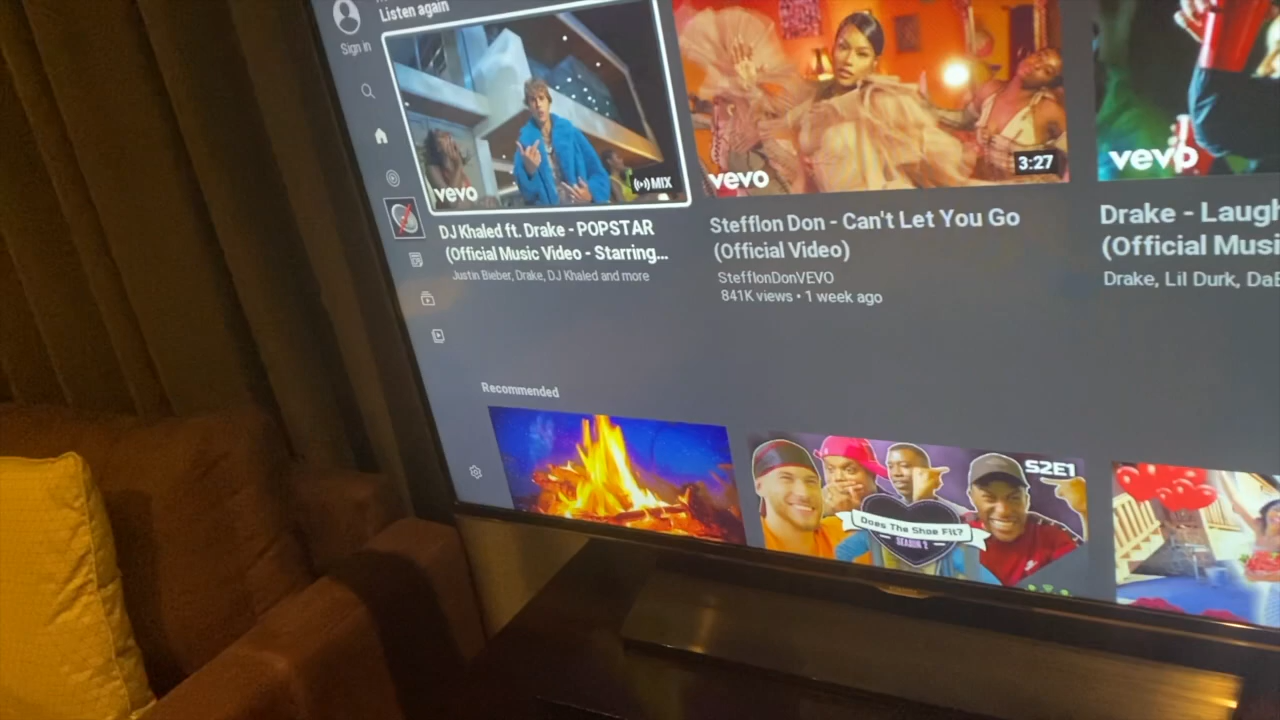 Listen again
Sign in
vevo
MIX
vevo
3:27
vevo
DJ Khaled ft. Drake - POPSTAR
(Official Music Video - Starring...
Justin Bieber, Drake, DJ Khaled and more
Stefflon Don - Can't Let You Go
(Official Video)
StefflonDonVEVO
841K views • 1 week ago
Drake - Laugh
(Official Musi
Drake, Lil Durk, DaB
Recommended
S2E1
Does The Shoe Fit?
SEASON 2